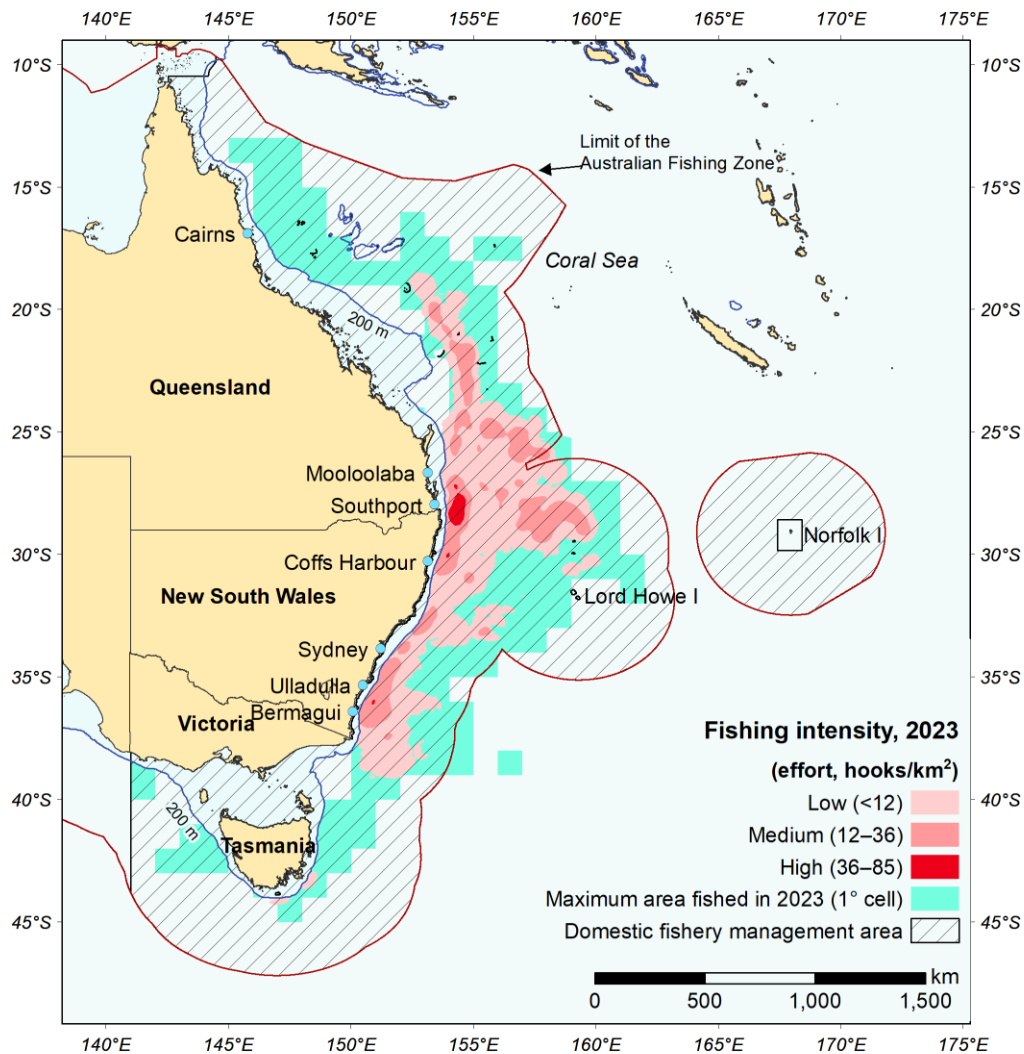 140°E 145°E 150°E 155°E 160°E 165°E 170°E 175°E
10°S 10°S
Limit of the
Australian Fishing Zone
15°S 15°S
Cairns
Coral Sea
20°S 20°S
200 m
Queensland
25°S 25°S
Mooloolaba
Southport
30°S 30°S
Norfolk I
Coffs Harbour
New South Wales
Lord Howe I
Sydney
35°S 35°S
Ulladulla
Bermagui
Victoria
Fishing intensity, 2023
(effort, hooks/km²)
40°S 40°S
Low (<12)
200 m
Medium (12–36)
Tasmania
High (36–85)
Maximum area fished in 2023 (1° cell)
45°S 45°S
Domestic fishery management area
km
0 500 1,000 1,500
140°E 145°E 150°E 155°E 160°E 165°E 170°E 175°E